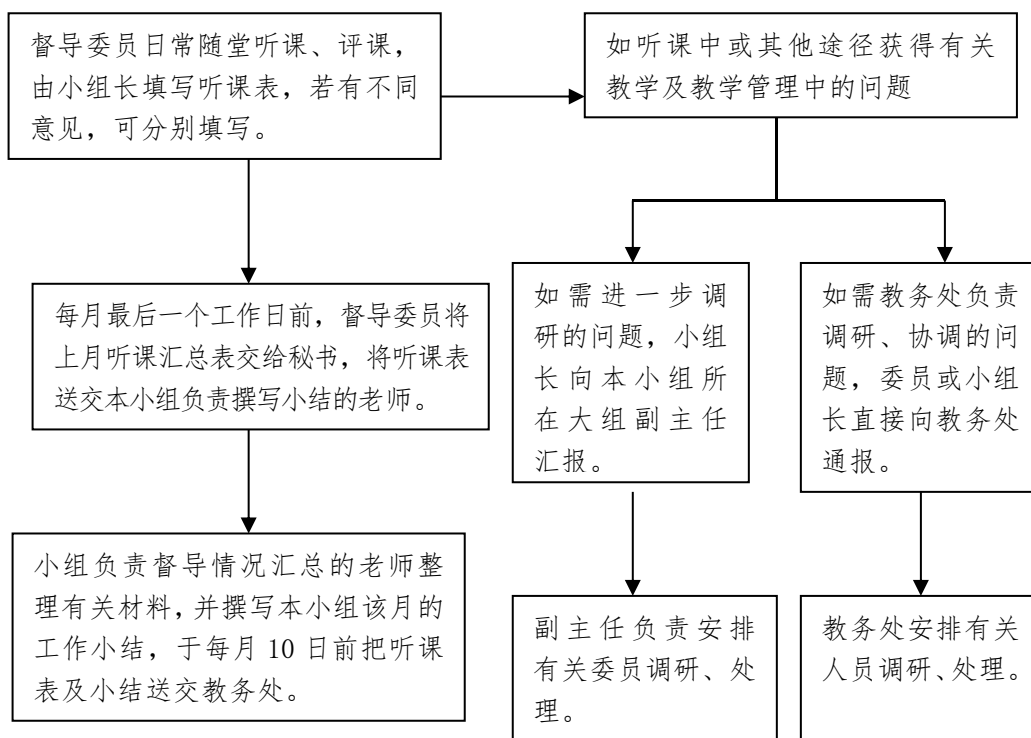 督导委员日常随堂听课、评课，
由小组长填写听课表，若有不同
意见，可分别填写。
如听课中或其他途径获得有关
教学及教学管理中的问题
每月最后一个工作日前，督导委员将
上月听课汇总表交给秘书，将听课表
送交本小组负责撰写小结的老师。
如需进一步调
研的问题，小组
长向本小组所
在大组副主任
汇报。
如需教务处负责
调研、协调的问
题，委员或小组
长直接向教务处
通报。
小组负责督导情况汇总的老师整
理有关材料，并撰写本小组该月的
工作小结，于每月 10 日前把听课
表及小结送交教务处。
副主任负责安排
有关委员调研、处
理。
教务处安排有关
人员调研、处理。